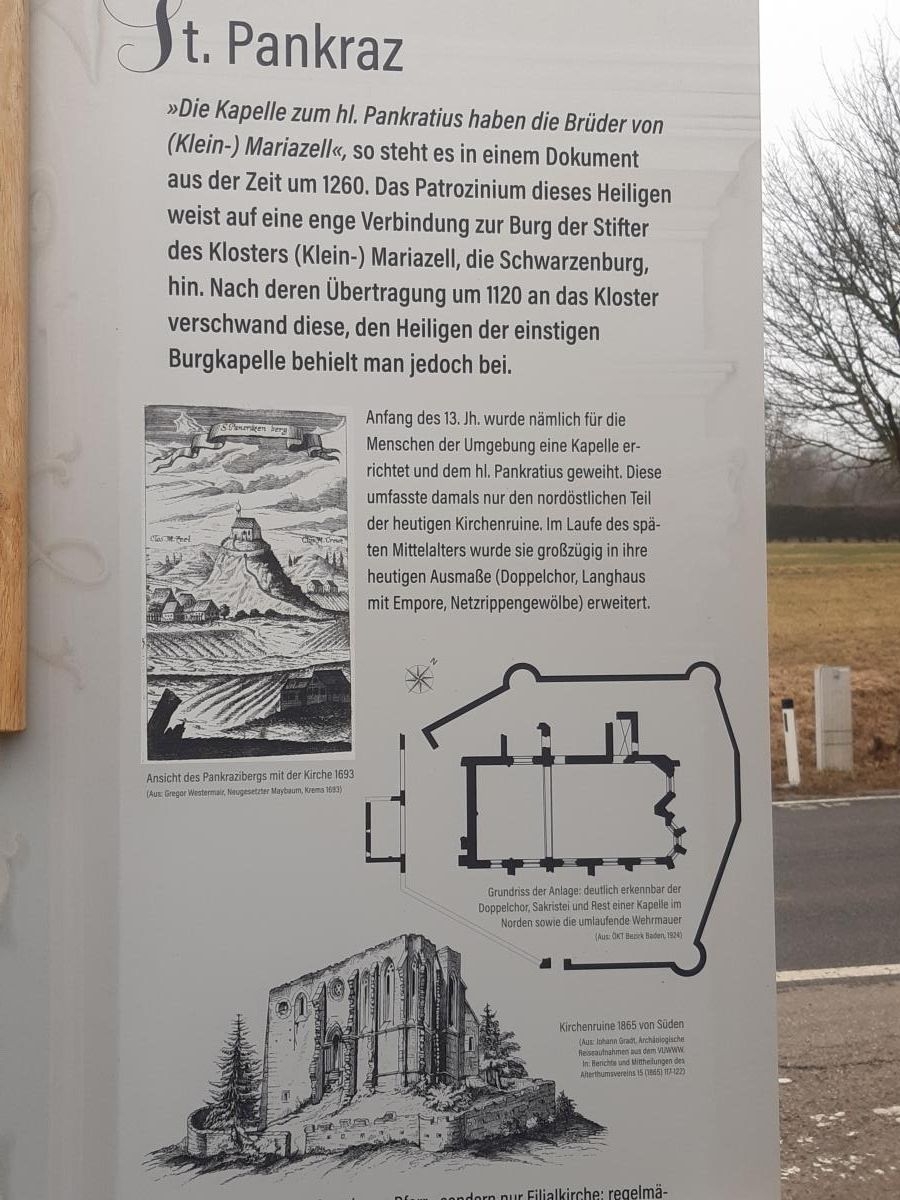 St. Pankraz
»Die Kapelle zum hl. Pankratius haben die Brüder von
(Klein-) Mariazell«, so steht es in einem Dokument
aus der Zeit um 1260. Das Patrozinium dieses Heiligen
weist auf eine enge Verbindung zur Burg der Stifter
des Klosters (Klein-) Mariazell, die Schwarzenburg,
hin. Nach deren Übertragung um 1120 an das Kloster
verschwand diese, den Heiligen der einstigen
Burgkapelle behielt man jedoch bei.
Anfang des 13. Jh. wurde nämlich für die
Menschen der Umgebung eine Kapelle er-
richtet und dem hl. Pankratius geweiht. Diese
umfasste damals nur den nordöstlichen Teil
der heutigen Kirchenruine. Im Laufe des spä-
ten Mittelalters wurde sie großzügig in ihre
heutigen Ausmaße (Doppelchor, Langhaus
mit Empore, Netzrippengewölbe) erweitert.
Ansicht des Pankrazibergs mit der Kirche 1693
(Aus: Gregor Westermair, Neugesetzter Maybaum, Krems 1693)
N
Grundriss der Anlage: deutlich erkennbar der
Doppelchor, Sakristei und Rest einer Kapelle im
Norden sowie die umlaufende Wehrmauer
(Aus: ÖKT Bezirk Baden, 1924)
Kirchenruine 1865 von Süden
(Aus: Johann Gradt, Archäologische
Reiseaufnahmen aus dem VUWWW.
In: Berichte und Mittheilungen des
Alterthumsvereins 15 (1865) 117-122)
sondern nur Filialkirche; regelmä-